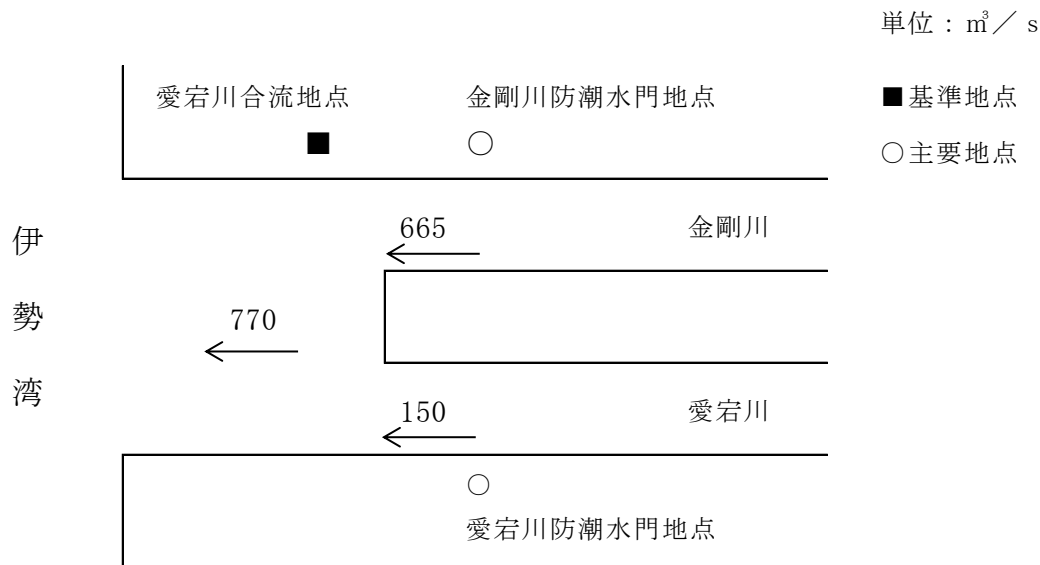 単位：㎥／ｓ
愛宕川合流地点
金剛川防潮水門地点
■基準地点
■
○
○主要地点
伊勢湾
665
金剛川
770
150
愛宕川
○
愛宕川防潮水門地点